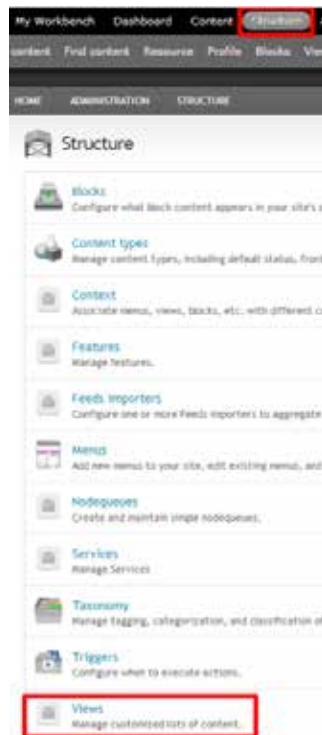 My Workbench Dashboard Content Structure
content Find content Resource Profile Blocks
HOME ADMINISTRATION STRUCTURE
Structure
Blocks
Configure what block content appears in your site's
Content types
Manage content types, including default status, front
Context
Associate menus, views, blocks, etc. with different
Features
Manage features.
Feeds importers
Configure one or more Feeds importers to aggregate
Menus
Add new menus to your site, edit existing menus, and
Nodequeues
Create and maintain simple nodequeues.
Services
Manage Services
Taxonomy
Manage tagging, categorization, and classification of
Triggers
Configure when to execute actions.
Views
Manage customized lists of content.